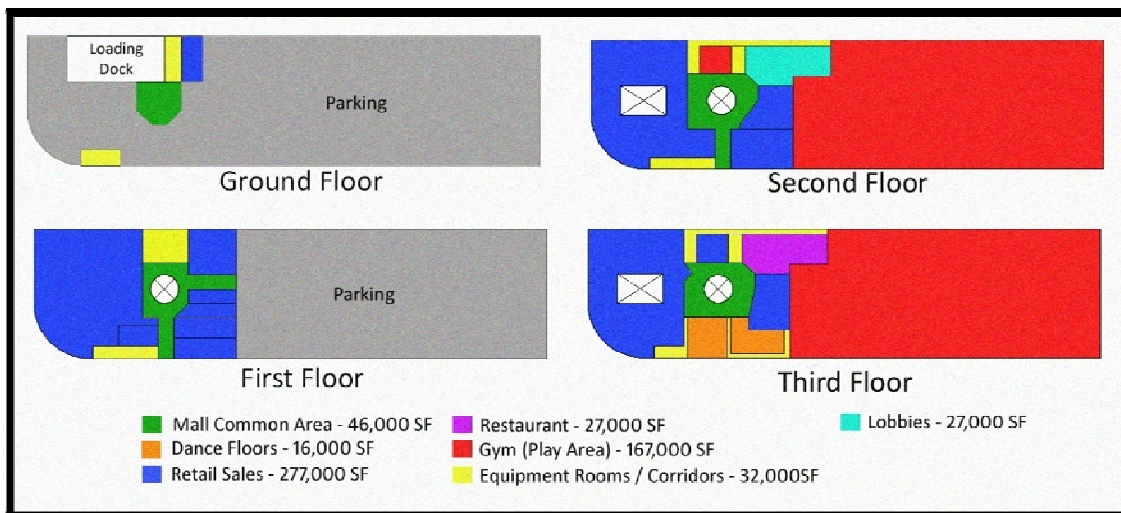 Loading
Dock
Parking
Ground Floor
Second Floor
Parking
First Floor
Third Floor
Mall Common Area - 46,000 SF
Restaurant - 27,000 SF
Lobbies - 27,000 SF
Dance Floors - 16,000 SF
Gym (Play Area) - 167,000 SF
Retail Sales - 277,000 SF
Equipment Rooms / Corridors - 32,000SF